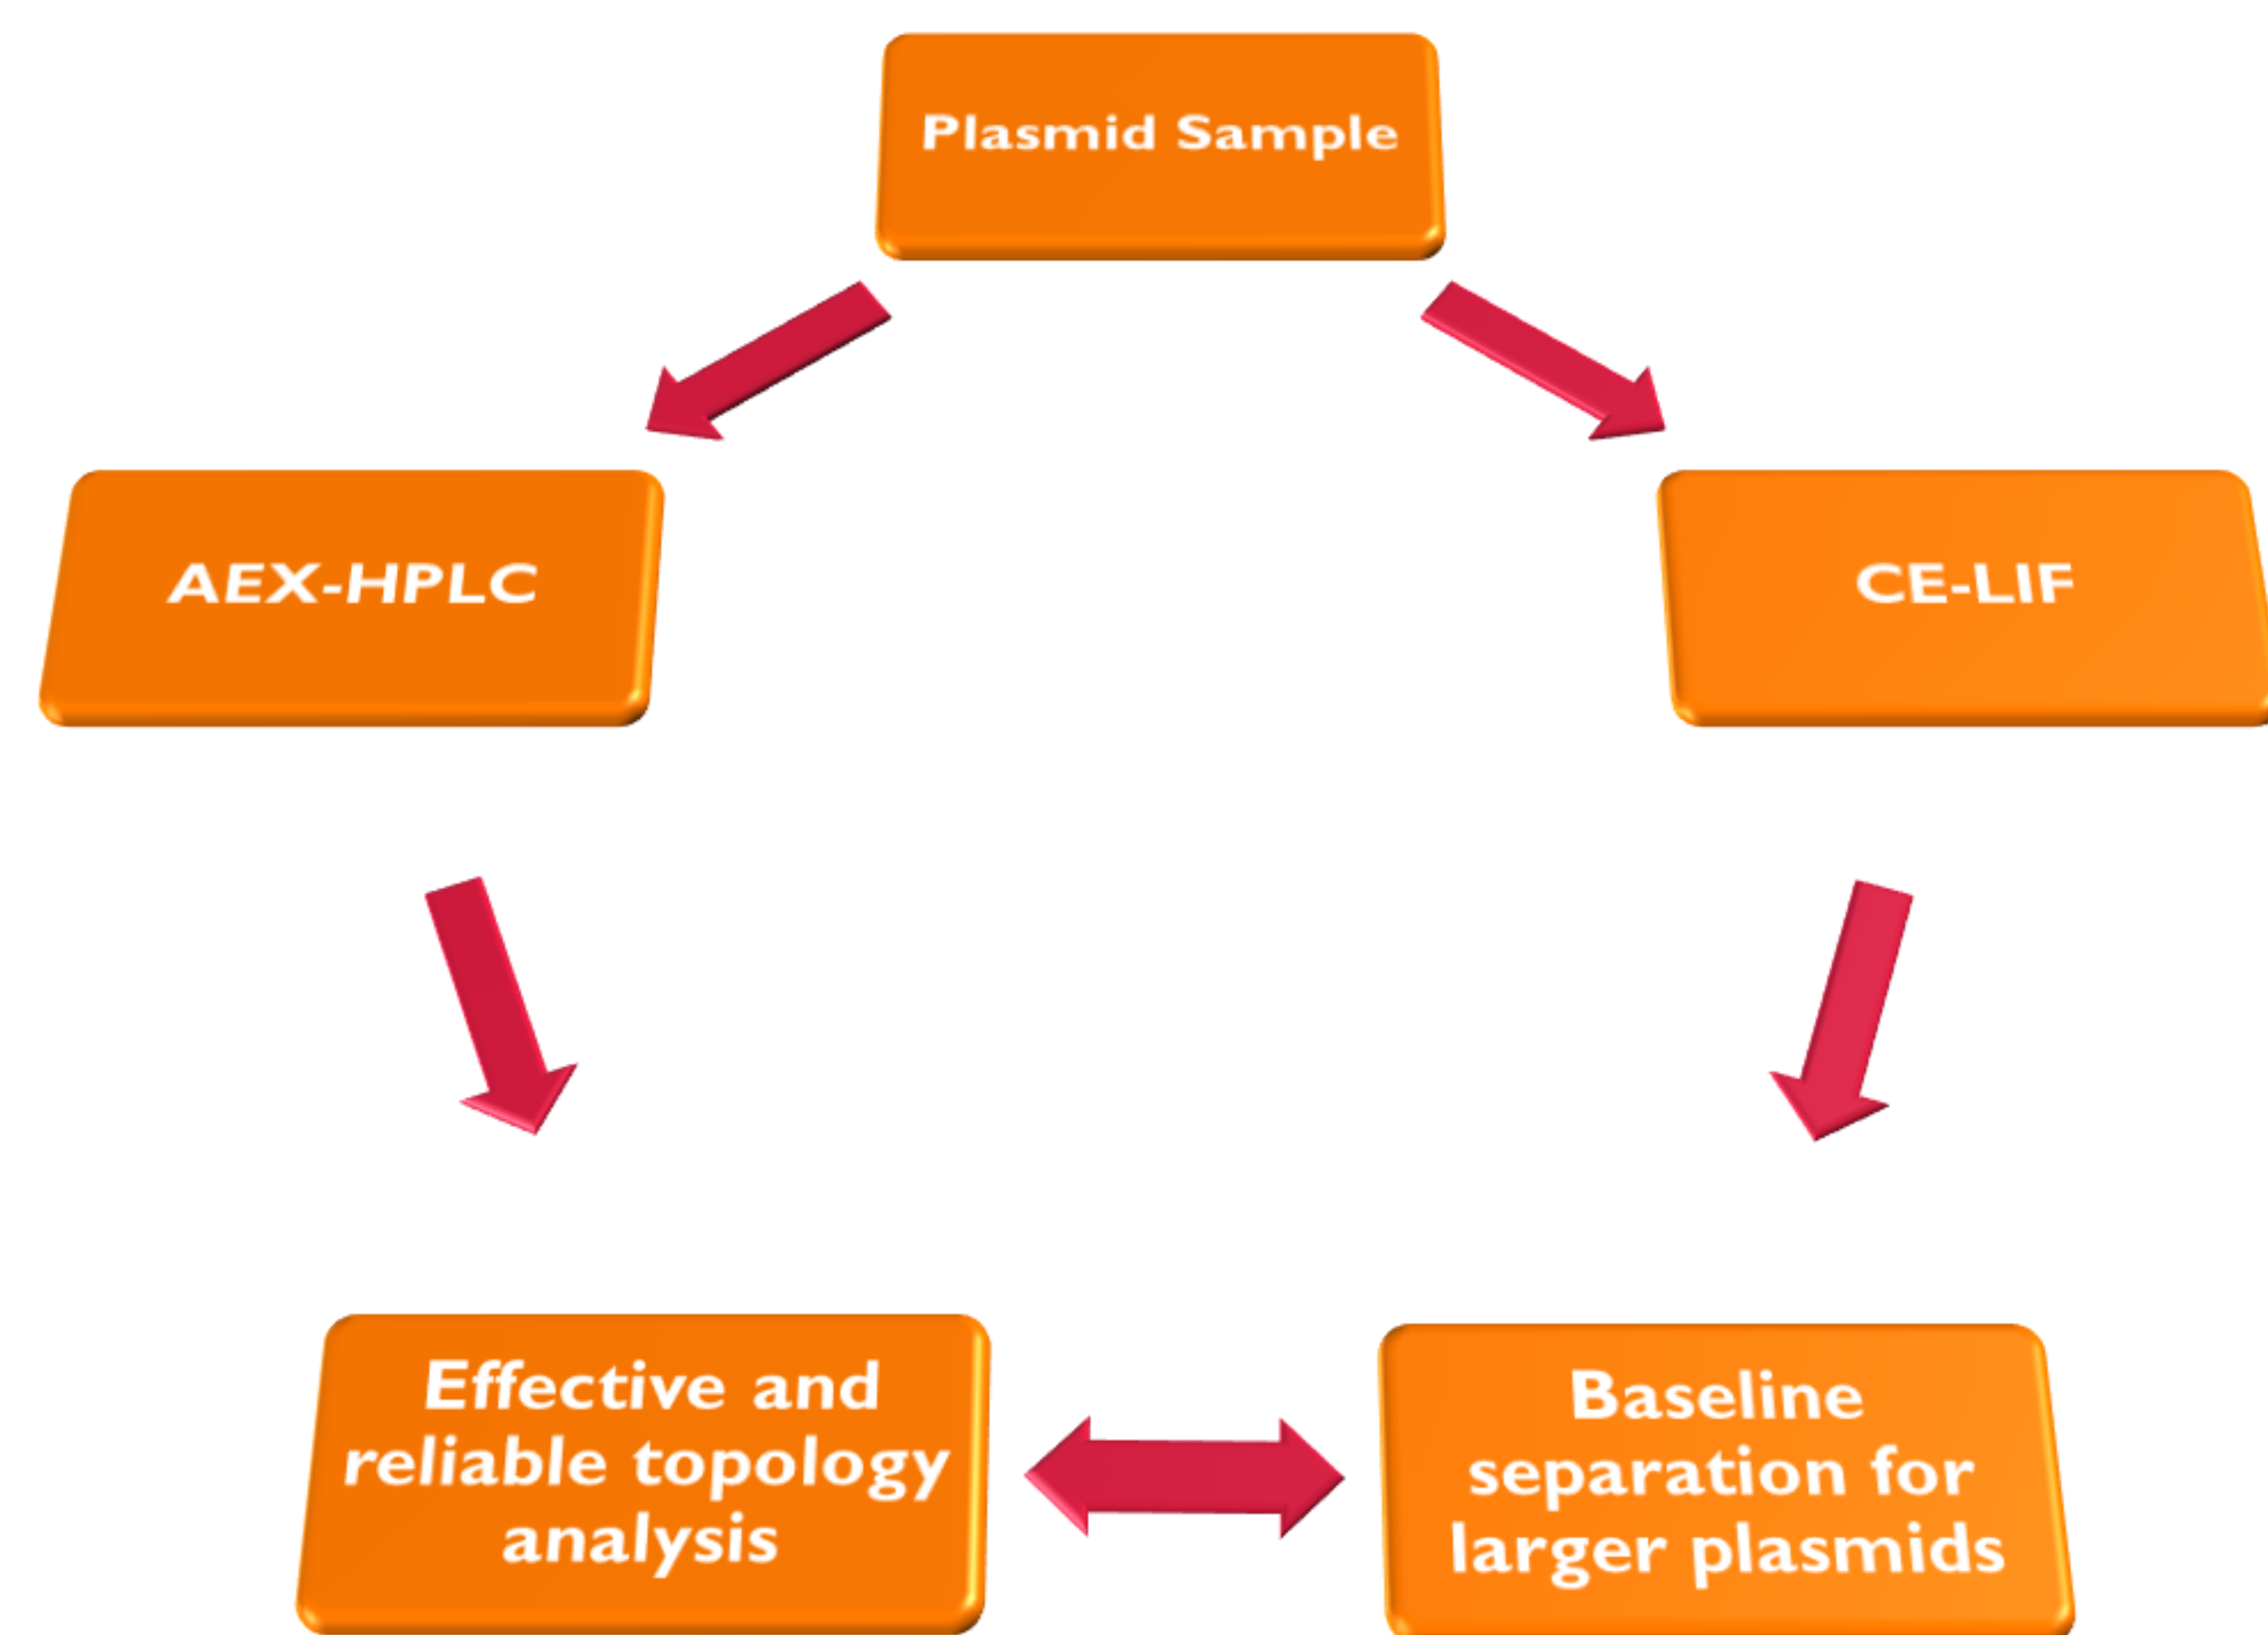 Plasmid Sample
AEX-HPLC
CE-LIF
Effective and
reliable topology
analysis
Baseline
separation for
larger plasmids